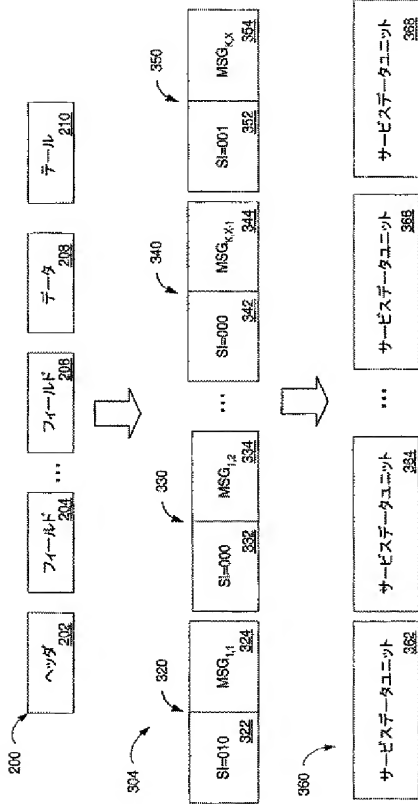 200
ヘッダ
202
フィールド
204
...
フィールド
206
データ
208
テール
210
304
320
330
340
350
SI=010
322
MSG1,1
324
SI=000
332
MSG1,2
334
...
SI=000
342
MSGK,X-1
344
SI=001
352
MSGK,X
354
360
サービスデータユニット
362
サービスデータユニット
364
...
サービスデータユニット
366
サービスデータユニット
368